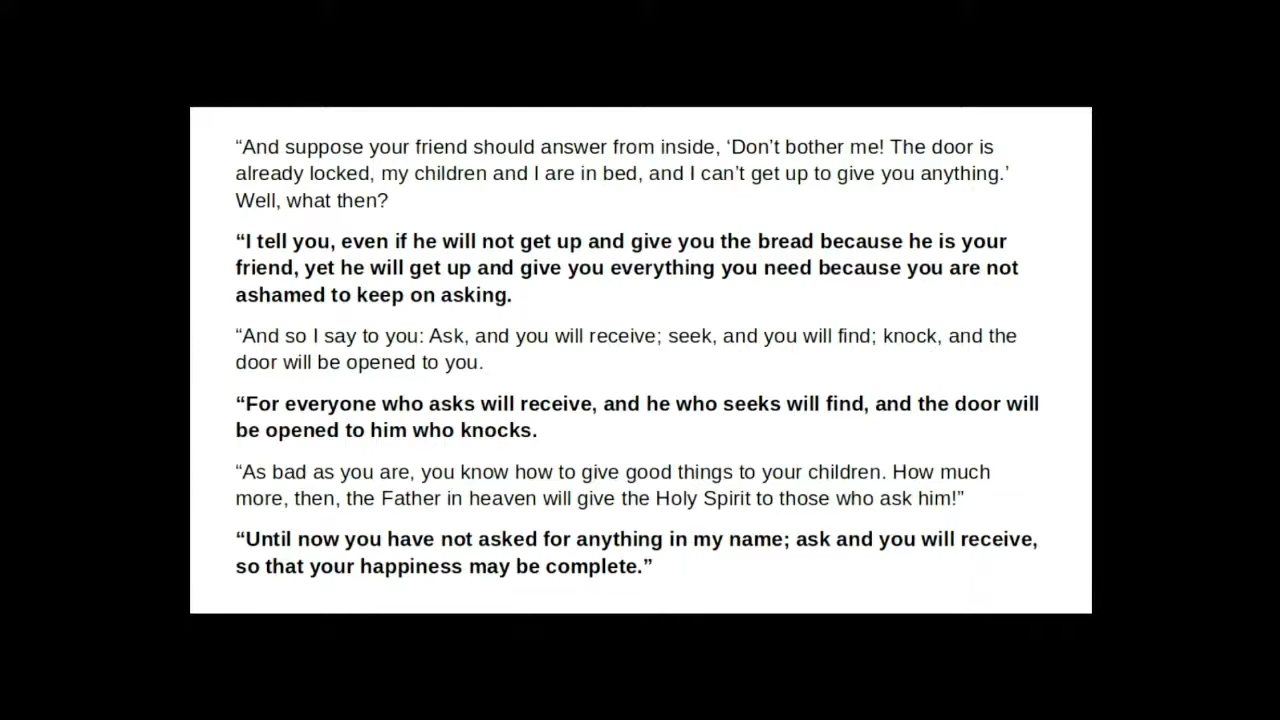 “And suppose your friend should answer from inside, ‘Don’t bother me! The door is
already locked, my children and I are in bed, and I can’t get up to give you anything.’
Well, what then?
“I tell you, even if he will not get up and give you the bread because he is your
friend, yet he will get up and give you everything you need because you are not
ashamed to keep on asking.
“And so I say to you: Ask, and you will receive; seek, and you will find; knock, and the
door will be opened to you.
“For everyone who asks will receive, and he who seeks will find, and the door will
be opened to him who knocks.
“As bad as you are, you know how to give good things to your children. How much
more, then, the Father in heaven will give the Holy Spirit to those who ask him!”
“Until now you have not asked for anything in my name; ask and you will receive,
so that your happiness may be complete.”